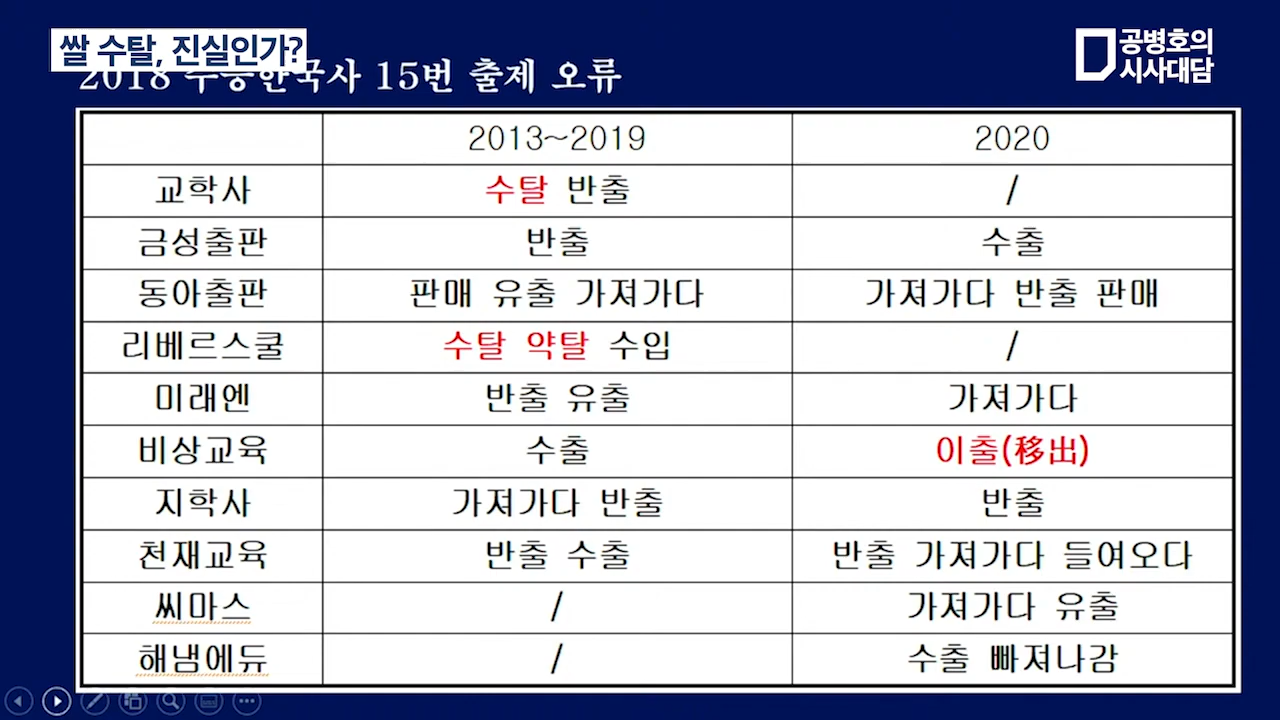 쌀 수탈, 진실인가?
2018 수능한국사 15번 출제 오류
공병호의
시사대담
2013~2019 2020
교학사 수탈 반출 /
금성출판 반출 수출
동아출판 판매 유출 가져가다 가져가다 반출 판매
리베르스쿨 수탈 약탈 수입 /
미래엔 반출 유출 가져가다
비상교육 수출 이출(移出)
지학사 가져가다 반출 반출
천재교육 반출 수출 반출 가져가다 들여오다
씨마스 / 가져가다 유출
해냄에듀 / 수출 빠져나감